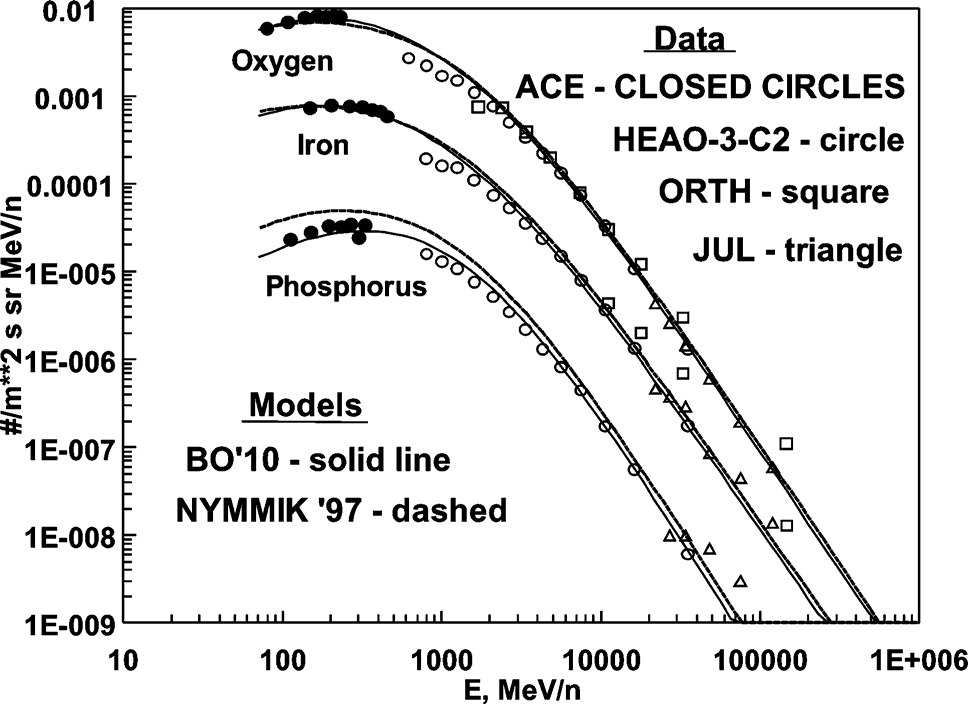 0.01
0.001
0.0001
1E-005
1E-006
1E-007
1E-008
1E-009
#/m**2 s sr MeV/n
Oxygen
Iron
Phosphorus
Data
ACE - CLOSED CIRCLES
HEAO-3-C2 - circle
ORTH - square
JUL - triangle
Models
BO'10 - solid line
NYMMIK '97 - dashed
10 100 1000 10000 100000 1E+006
E, MeV/n